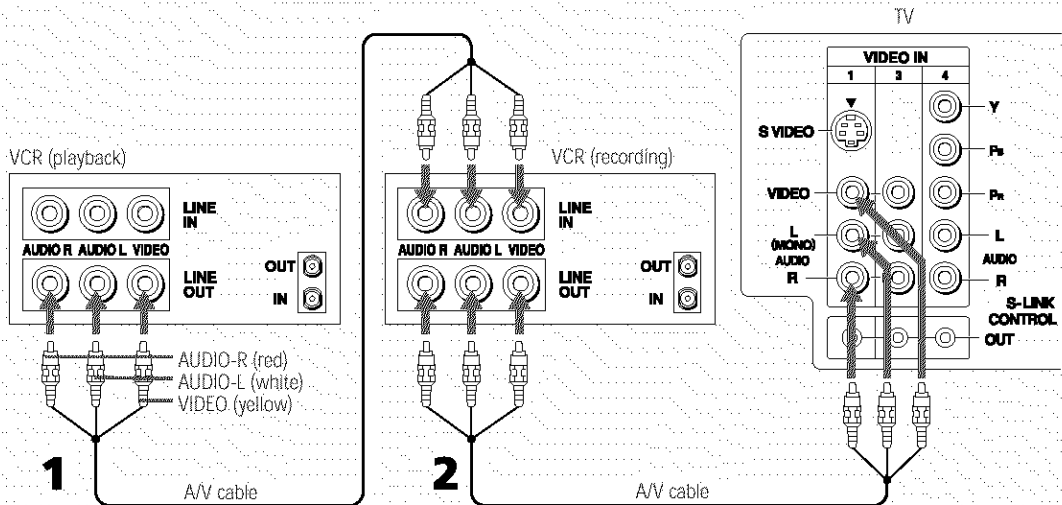 TV
VIDEO IN
1 3 4
Y
S VIDEO
PB
VIDEO
PR
L
(MONO)
AUDIO
R
L
AUDIO
R
S-LINK
CONTROL
OUT
VCR (playback)
LINE
IN
AUDIO R AUDIO L VIDEO
LINE
OUT
OUT
IN
AUDIO-R (red)
AUDIO-L (white)
VIDEO (yellow)
1
A/V cable
VCR (recording)
LINE
IN
AUDIO R AUDIO L VIDEO
LINE
OUT
OUT
IN
2
A/V cable